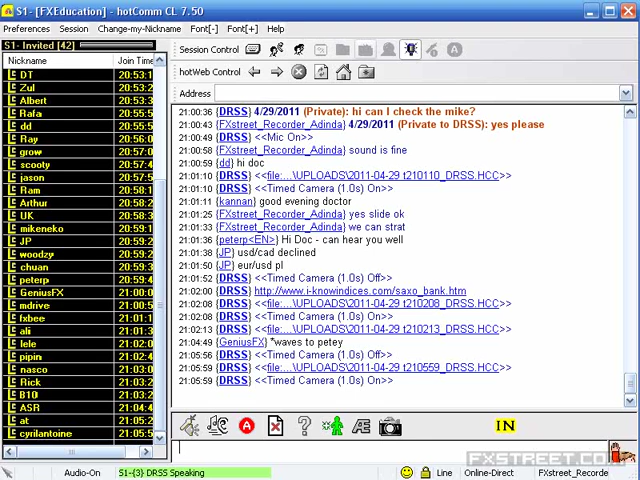 S1- [FXEducation] - hotComm CL 7.50
Preferences Session Change-my-Nickname Font[-] Font[+] Help
S1- Invited [42]
Nickname Join Time
DT 20:53:1
Zul 20:53:2
Albert 20:53:3
Rafa 20:55:5
dd 20:55:5
Ray 20:56:0
grow 20:57:0
scooty 20:57:4
jason 20:57:5
Ram 20:58:1
Arthur 20:58:2
UK 20:58:3
mikeneko 20:59:1
JP 20:59:2
woodzy 20:59:2
chuan 20:59:3
peterp 20:59:4
GeniusFX 21:00:0
mdrive 21:00:5
fxbee 21:01:1
ali 21:01:3
lele 21:02:0
pipin 21:02:4
nasco 21:03:0
Rick 21:03:2
B10 21:03:2
ASR 21:04:4
at 21:05:2
cyrilantoine 21:05:5
Session Control
hotWeb Control
Address
21:00:36 {DRSS} 4/29/2011 (Private): hi can I check the mike?
21:00:43 {FXstreet_Recorder_Adinda} 4/29/2011 (Private to DRSS): yes please
21:00:49 {DRSS} <<Mic On>>
21:00:58 {FXstreet_Recorder_Adinda} sound is fine
21:00:59 {dd} hi doc
21:01:10 {DRSS} <<file:...\UPLOADS\2011-04-29 t210110_DRSS.HCC>>
21:01:10 {DRSS} <<Timed Camera (1.0s) On>>
21:01:11 {kannan} good evening doctor
21:01:25 {FXstreet_Recorder_Adinda} yes slide ok
21:01:33 {FXstreet_Recorder_Adinda} we can strat
21:01:36 {peterp<EN>} Hi Doc - can hear you well
21:01:38 {JP} usd/cad declined
21:01:50 {JP} eur/usd pl
21:01:52 {DRSS} <<Timed Camera (1.0s) Off>>
21:02:00 {DRSS} http://www.i-knowindices.com/saxo_bank.htm
21:02:08 {DRSS} <<file:...\UPLOADS\2011-04-29 t210208_DRSS.HCC>>
21:02:08 {DRSS} <<Timed Camera (1.0s) On>>
21:02:13 {DRSS} <<file:...\UPLOADS\2011-04-29 t210213_DRSS.HCC>>
21:04:49 {GeniusFX} *waves to petey
21:05:56 {DRSS} <<Timed Camera (1.0s) Off>>
21:05:59 {DRSS} <<file:...\UPLOADS\2011-04-29 t210559_DRSS.HCC>>
21:05:59 {DRSS} <<Timed Camera (1.0s) On>>
IN
FXSTREET.COM
Audio-On S1-{3} DRSS Speaking Line Online-Direct FXstreet_Recorde